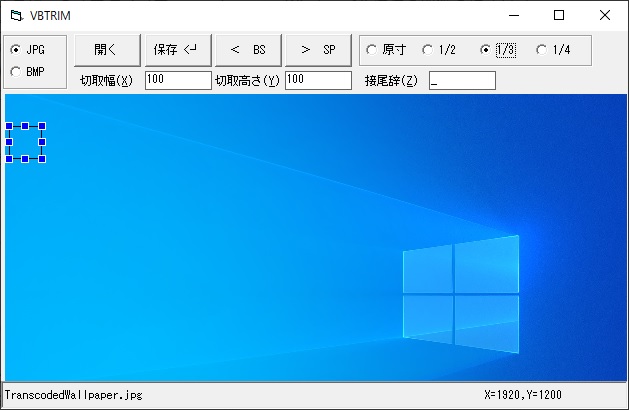 VBTRIM
JPG 開く 保存 ↵ < BS > SP 原寸 1/2 1/3 1/4
BMP 切取幅(X) 100 切取高さ(Y) 100 接尾辞(Z) _
TranscodedWallpaper.jpg X=1920,Y=1200